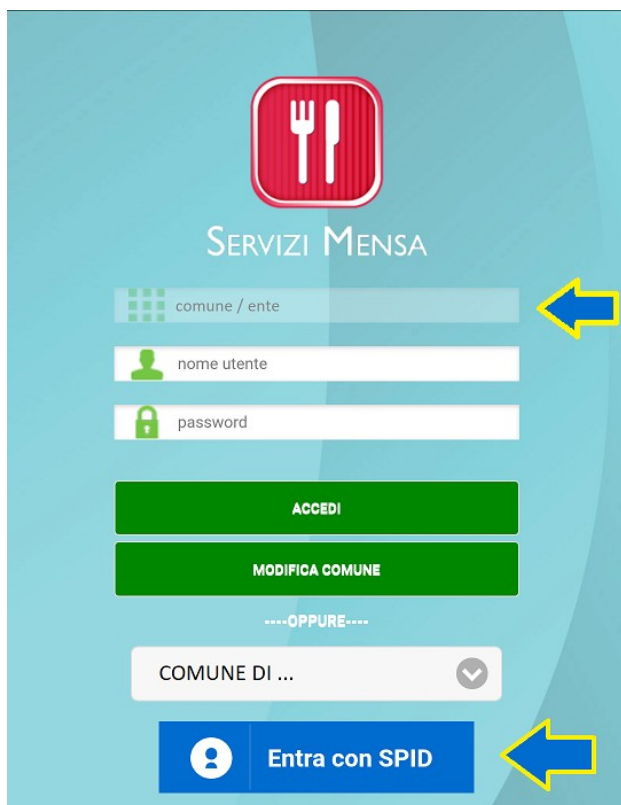 SERVIZI MENSA
comune / ente
nome utente
password
ACCEDI
MODIFICA COMUNE
----OPPURE----
COMUNE DI ...
Entra con SPID